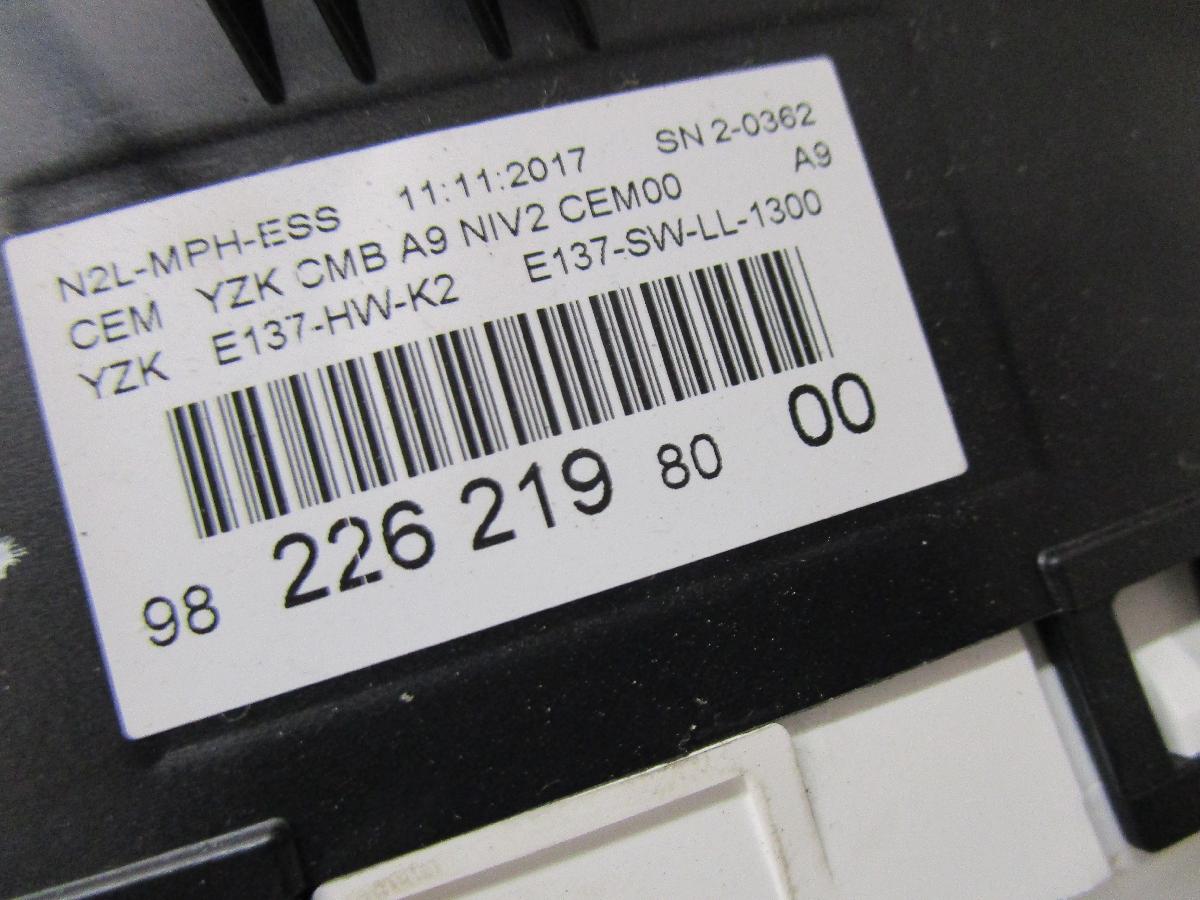 N2L-MPH-ESS 11:11:2017 SN 2-0362
CEM YZK CMB A9 NIV2 CEM00 A9
YZK E137-HW-K2 E137-SW-LL-1300
98 226 219 80 00